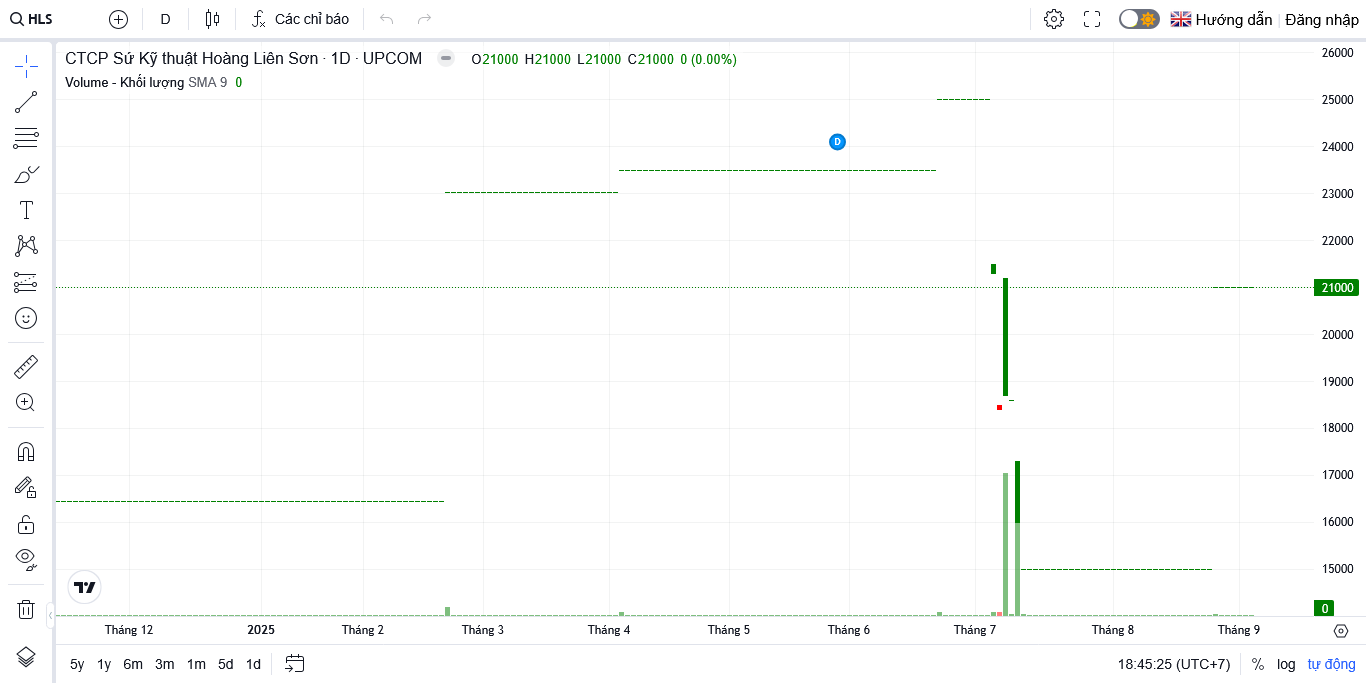 HLS D Các chỉ báo Hướng dẫn Đăng nhập
CTCP Sứ Kỹ thuật Hoàng Liên Sơn · 1D · UPCOM O21000 H21000 L21000 C21000 0 (0.00%)
Volume - Khối lượng SMA 9 0
D
26000
25000
24000
23000
22000
21000
20000
19000
18000
17000
16000
15000
0
Tháng 12 2025 Tháng 2 Tháng 3 Tháng 4 Tháng 5 Tháng 6 Tháng 7 Tháng 8 Tháng 9
5y 1y 6m 3m 1m 5d 1d 18:45:25 (UTC+7) % log tự động